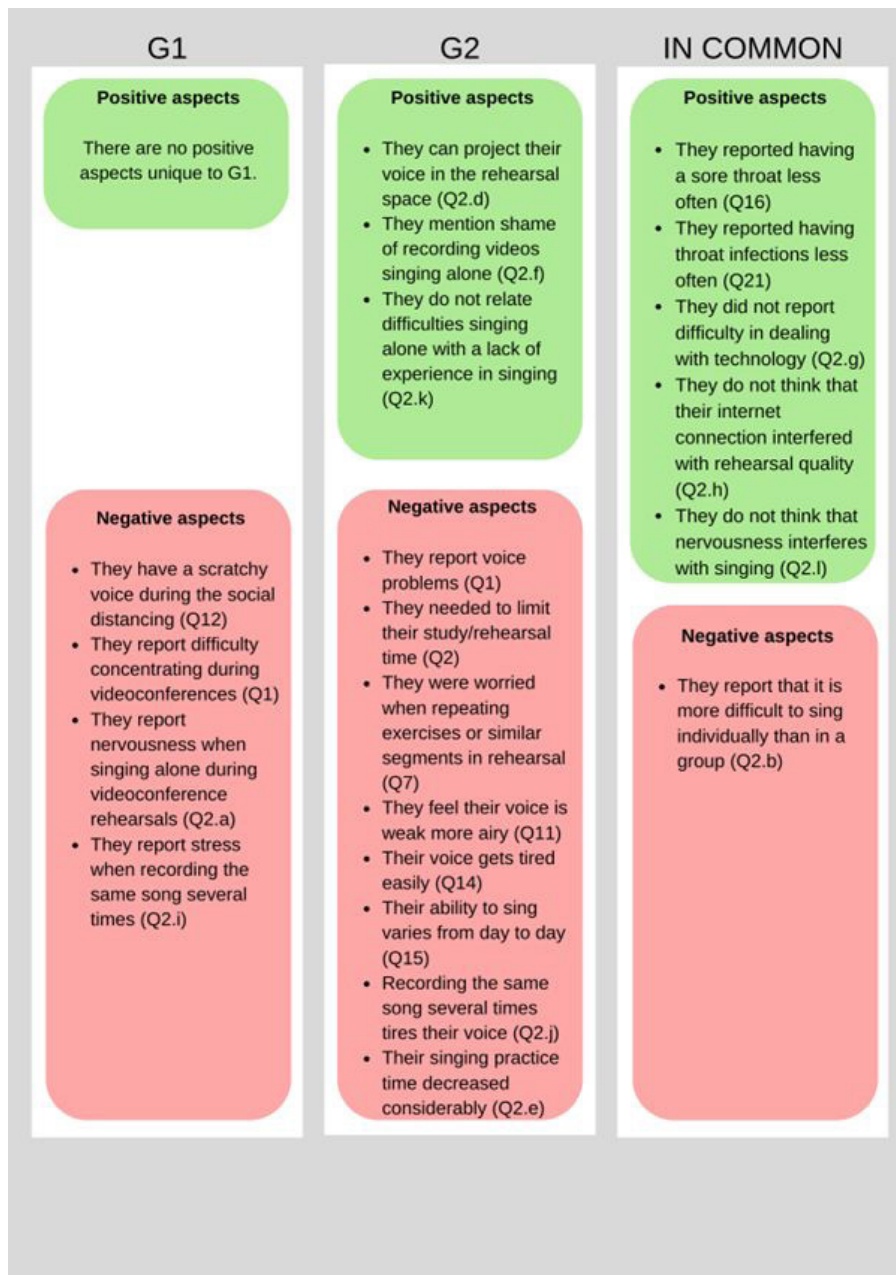 G1
Positive aspects
There are no positive
aspects unique to G1.
Negative aspects
• They have a scratchy
voice during the social
distancing (Q12)
• They report difficulty
concentrating during
videoconferences (Q1)
• They report
nervousness when
singing alone during
videoconference
rehearsals (Q2.a)
• They report stress
when recording the
same song several
times (Q2.i)
G2
Positive aspects
• They can project their
voice in the rehearsal
space (Q2.d)
• They mention shame
of recording videos
singing alone (Q2.f)
• They do not relate
difficulties singing
alone with a lack of
experience in singing
(Q2.k)
Negative aspects
• They report voice
problems (Q1)
• They needed to limit
their study/rehearsal
time (Q2)
• They were worried
when repeating
exercises or similar
segments in rehearsal
(Q7)
• They feel their voice is
weak more airy (Q11)
• Their voice gets tired
easily (Q14)
• Their ability to sing
varies from day to day
(Q15)
• Recording the same
song several times
tires their voice (Q2.j)
• Their singing practice
time decreased
considerably (Q2.e)
IN COMMON
Positive aspects
• They reported having
a sore throat less
often (Q16)
• They reported having
throat infections less
often (Q21)
• They did not report
difficulty in dealing
with technology (Q2.g)
• They do not think that
their internet
connection interfered
with rehearsal quality
(Q2.h)
• They do not think that
nervousness interferes
with singing (Q2.l)
Negative aspects
• They report that it is
more difficult to sing
individually than in a
group (Q2.b)